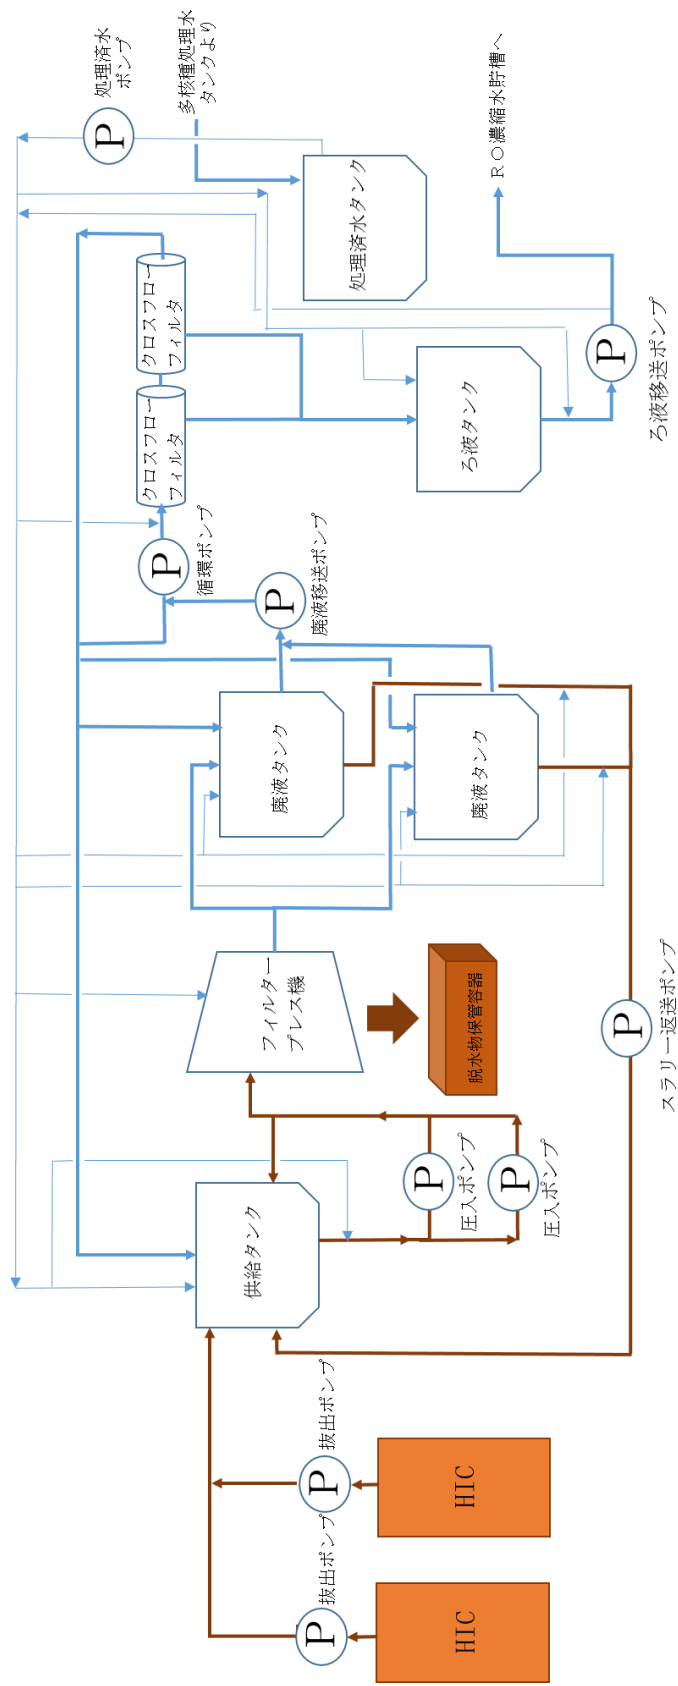 HIC
HIC
P
抜出ポンプ
P
抜出ポンプ
供給タンク
P
圧入ポンプ
P
圧入ポンプ
フィルター
プレス機
脱水物保管容器
P
スラリー返送ポンプ
廃液タンク
廃液タンク
P
廃液移送ポンプ
P
循環ポンプ
クロスフロー
フィルタ
クロスフロー
フィルタ
ろ液タンク
P
ろ液移送ポンプ
RO濃縮水貯槽へ
処理済水タンク
多核種処理水
タンクより
P
処理済水
ポンプ